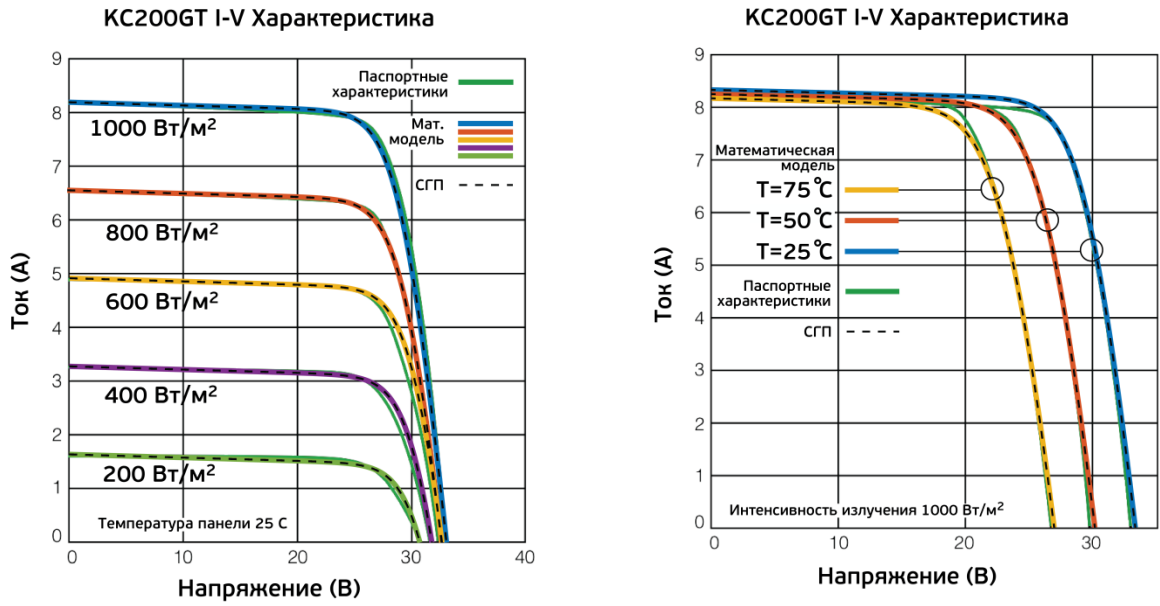 KC200GT I-V Характеристика
9
8
7
6
5
4
3
2
1
0
Ток (А)
Паспортные
характеристики
Мат.
модель
СГП
1000 Вт/м²
800 Вт/м²
600 Вт/м²
400 Вт/м²
200 Вт/м²
Температура панели 25 С
0
10
20
30
40
Напряжение (В)
KC200GT I-V Характеристика
9
8
7
6
5
4
3
2
1
0
Ток (А)
Математическая
модель
T=75 °C
T=50 °C
T=25 °C
Паспортные
характеристики
СГП
Интенсивность излучения 1000 Вт/м²
0
10
20
30
Напряжение (В)